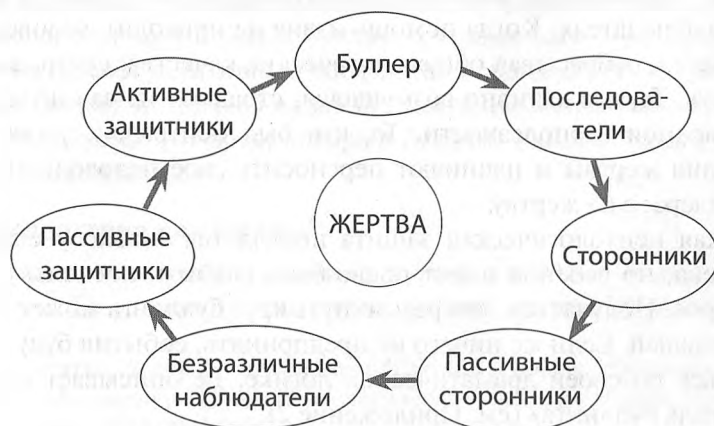 Буллер
Последова-
тели
Сторонники
Пассивные
сторонники
Безразличные
наблюдатели
Пассивные
защитники
Активные
защитники
ЖЕРТВА